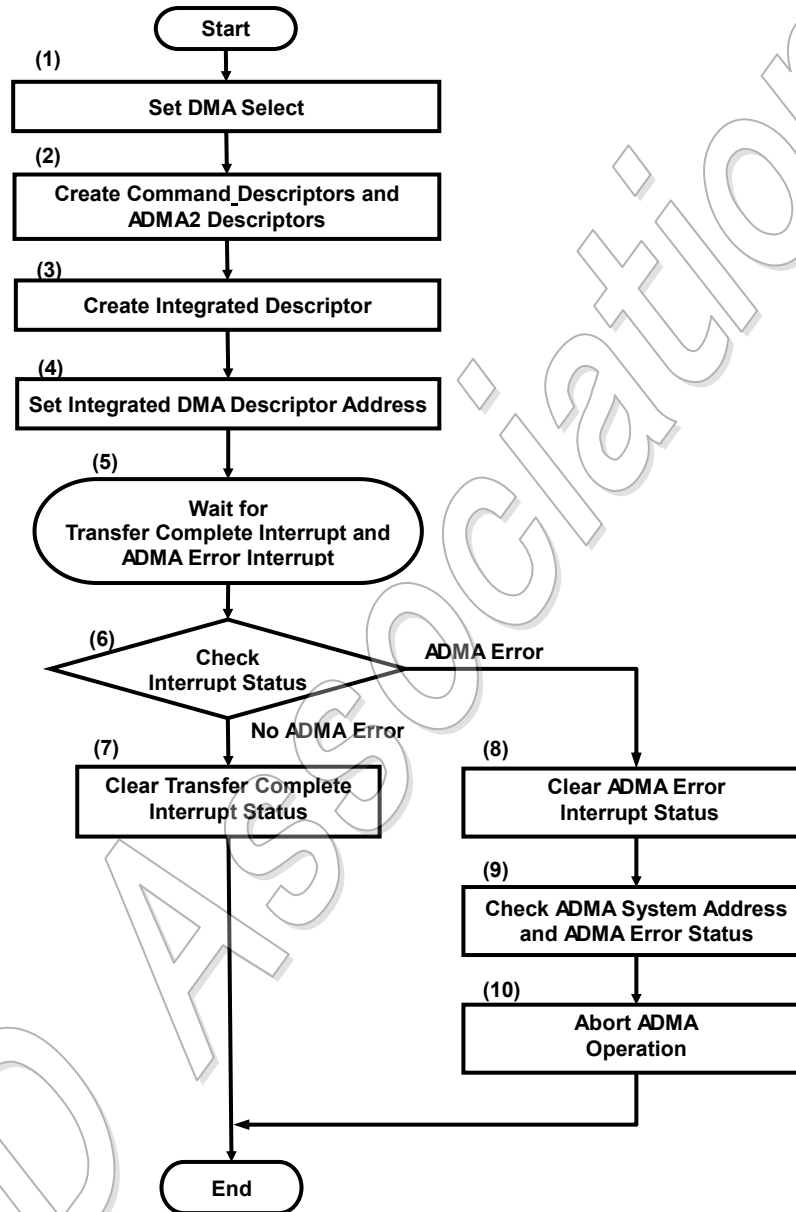 Start
(1)
Set DMA Select
(2)
Create Command_Descriptors and
ADMA2 Descriptors
(3)
Create Integrated Descriptor
(4)
Set Integrated DMA Descriptor Address
(5)
Wait for
Transfer Complete Interrupt and
ADMA Error Interrupt
(6)
Check
Interrupt Status
ADMA Error
No ADMA Error
(7)
Clear Transfer Complete
Interrupt Status
(8)
Clear ADMA Error
Interrupt Status
(9)
Check ADMA System Address
and ADMA Error Status
(10)
Abort ADMA
Operation
End
D Association